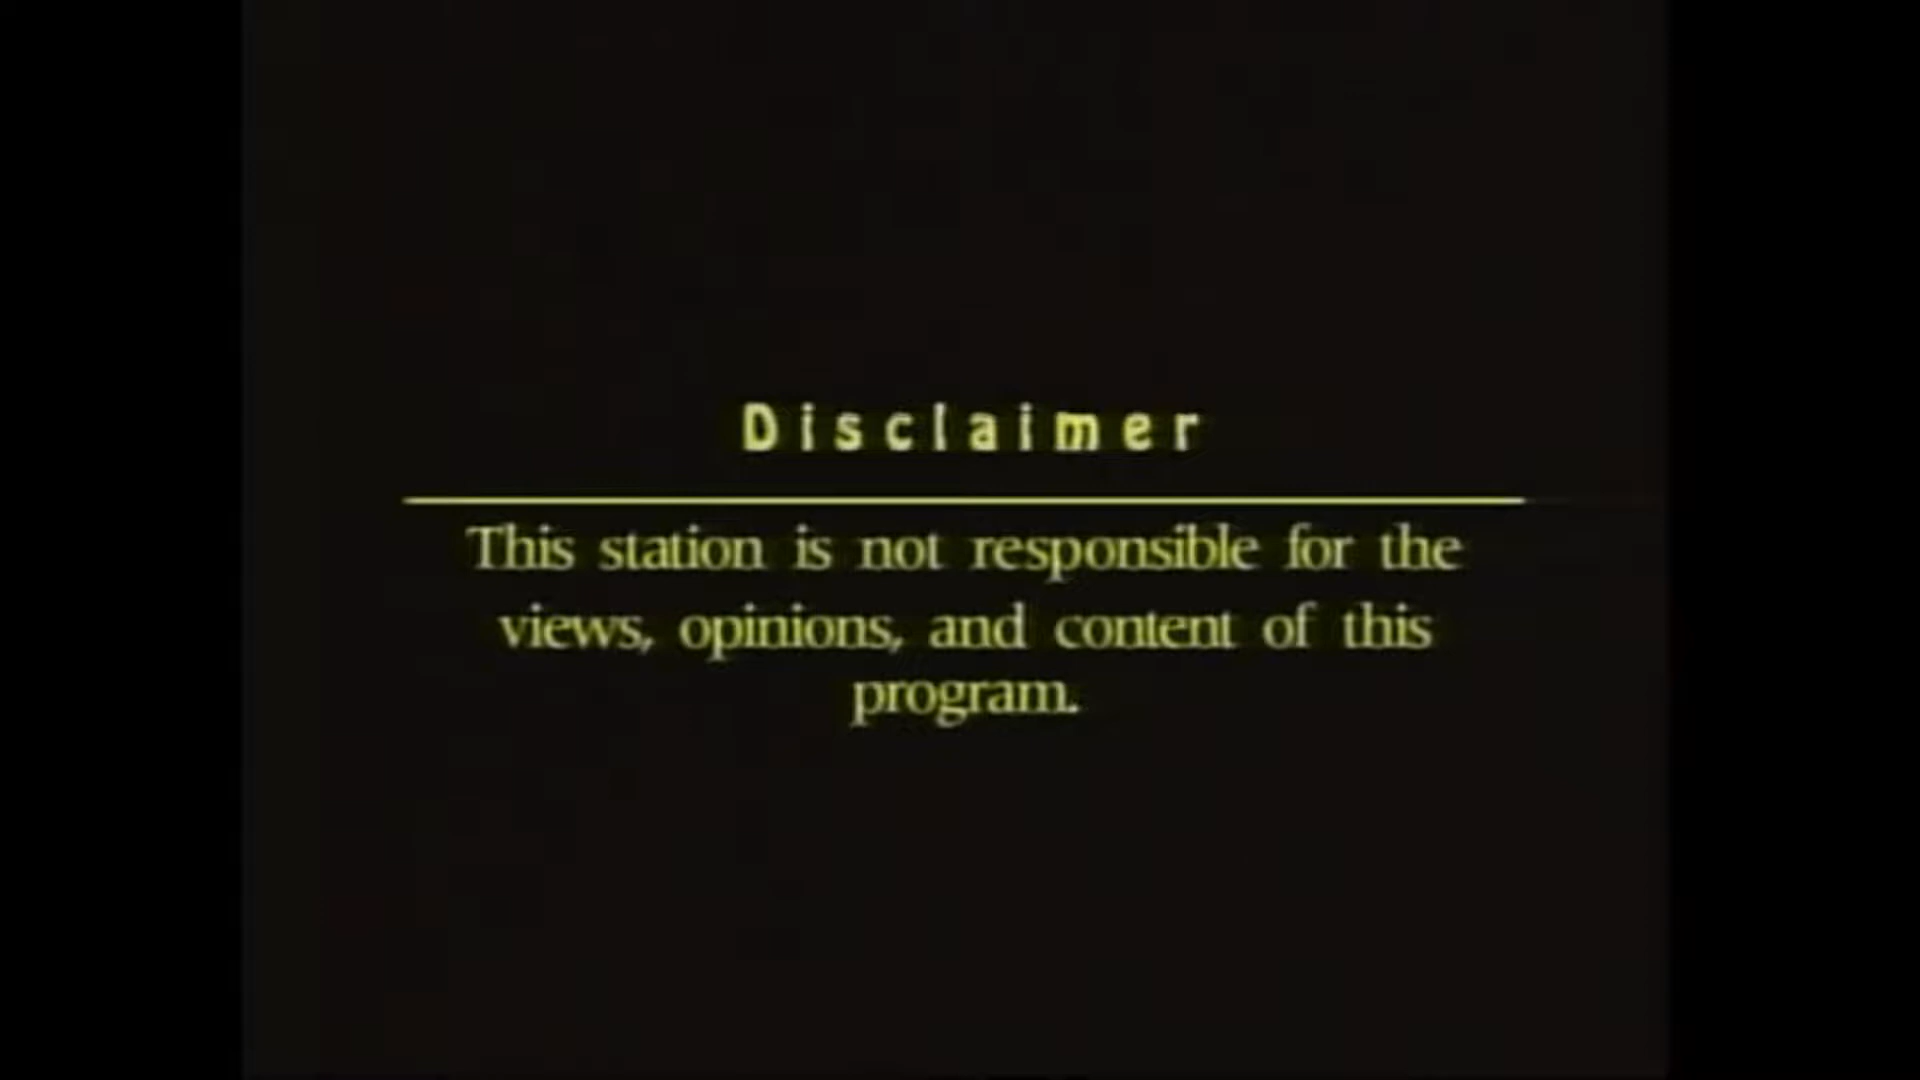 Disclaimer
This station is not responsible for the
views, opinions, and content of this
program.